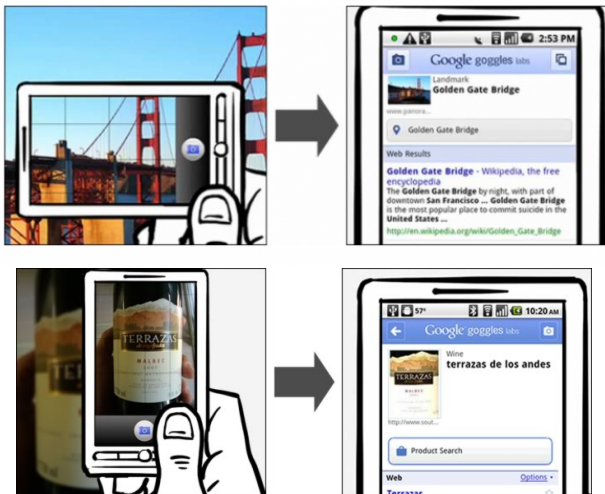 2:53 PM
Google goggles labs
Landmark
Golden Gate Bridge
www.panora...
Golden Gate Bridge
Web Results
Golden Gate Bridge - Wikipedia, the free
encyclopedia
The Golden Gate Bridge by night, with part of
downtown San Francisco ... Golden Gate Bridge
is the most popular place to commit suicide in the
United States ...
http://en.wikipedia.org/wiki/Golden_Gate_Bridge
TERRAZAS
MALBEC
57°
10:20 AM
Google goggles labs
Wine
terrazas de los andes
TERRAZAS
MALBEC
http://www.sout...
Product Search
Web
Options
Terrazas